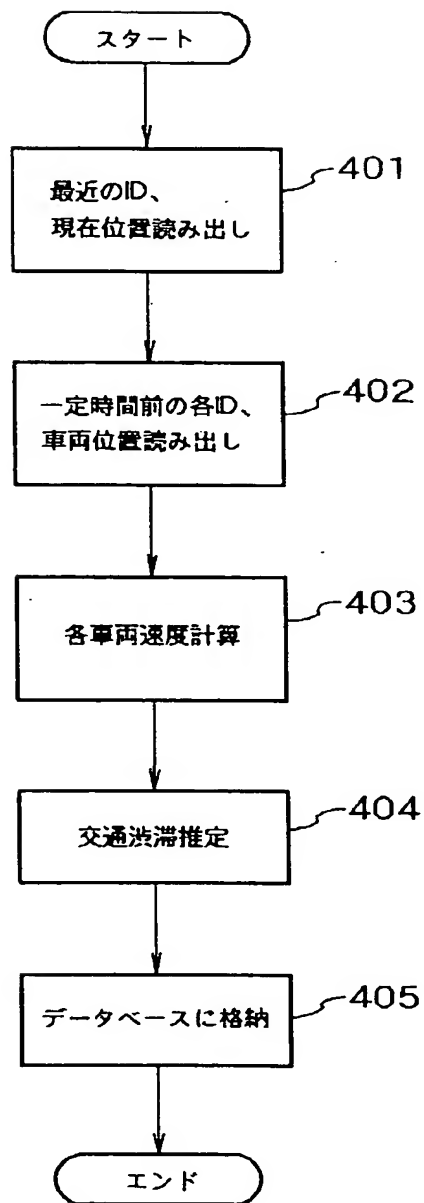 スタート
401
最近のID、
現在位置読み出し
402
一定時間前の各ID、
車両位置読み出し
403
各車両速度計算
404
交通渋滞推定
405
データベースに格納
エンド